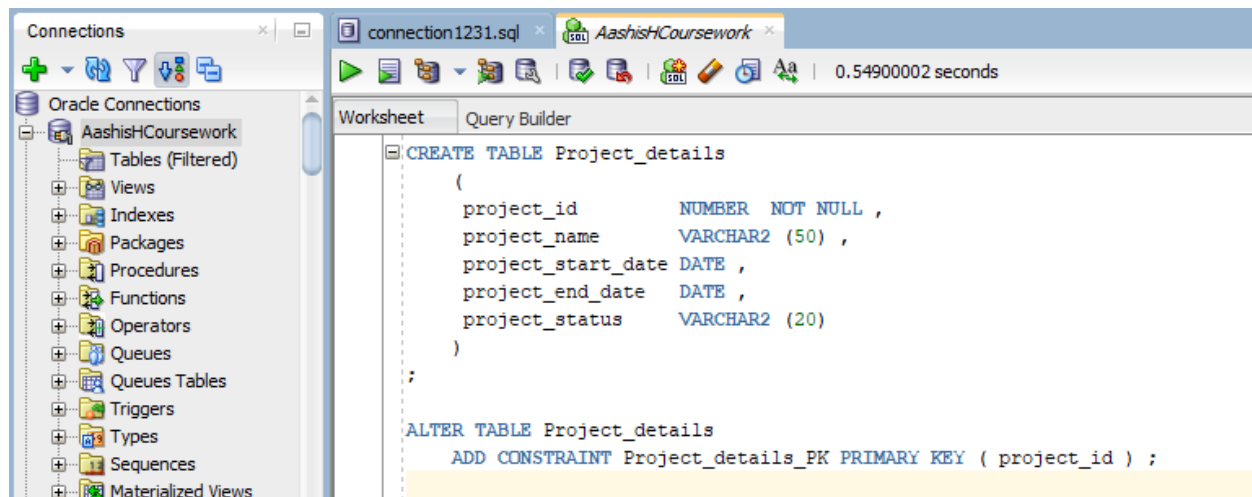 Connections
Oracle Connections
AashisHCoursework
Tables (Filtered)
Views
Indexes
Packages
Procedures
Functions
Operators
Queues
Queues Tables
Triggers
Types
Sequences
Materialized Views
connection1231.sql
AashisHCoursework
0.54900002 seconds
Worksheet Query Builder
CREATE TABLE Project_details
(
project_id NUMBER NOT NULL ,
project_name VARCHAR2 (50) ,
project_start_date DATE ,
project_end_date DATE ,
project_status VARCHAR2 (20)
)
;
ALTER TABLE Project_details
ADD CONSTRAINT Project_details_PK PRIMARY KEY ( project_id ) ;